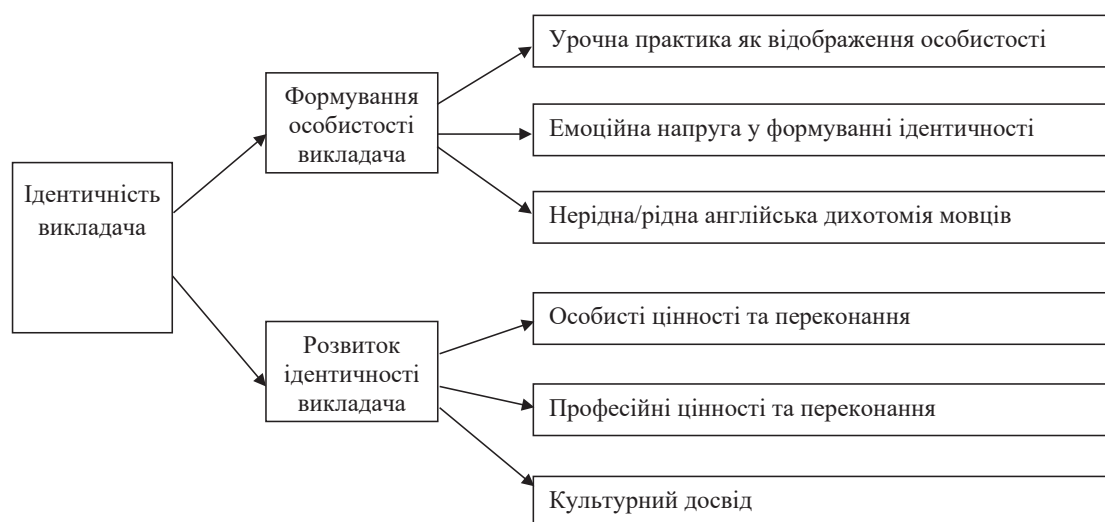 Ідентичність
викладача
Формування
особистості
викладача
Урочна практика як відображення особистості
Емоційна напруга у формуванні ідентичності
Нерідна/рідна англійська дихотомія мовців
Розвиток
ідентичності
викладача
Особисті цінності та переконання
Професійні цінності та переконання
Культурний досвід